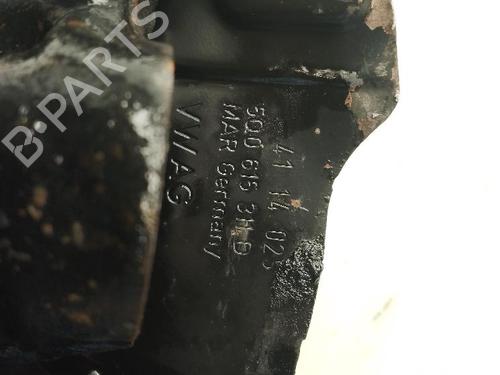 B-PARTS
41 14 023
5Q0 615 311 D
MAR Germany
VWAG